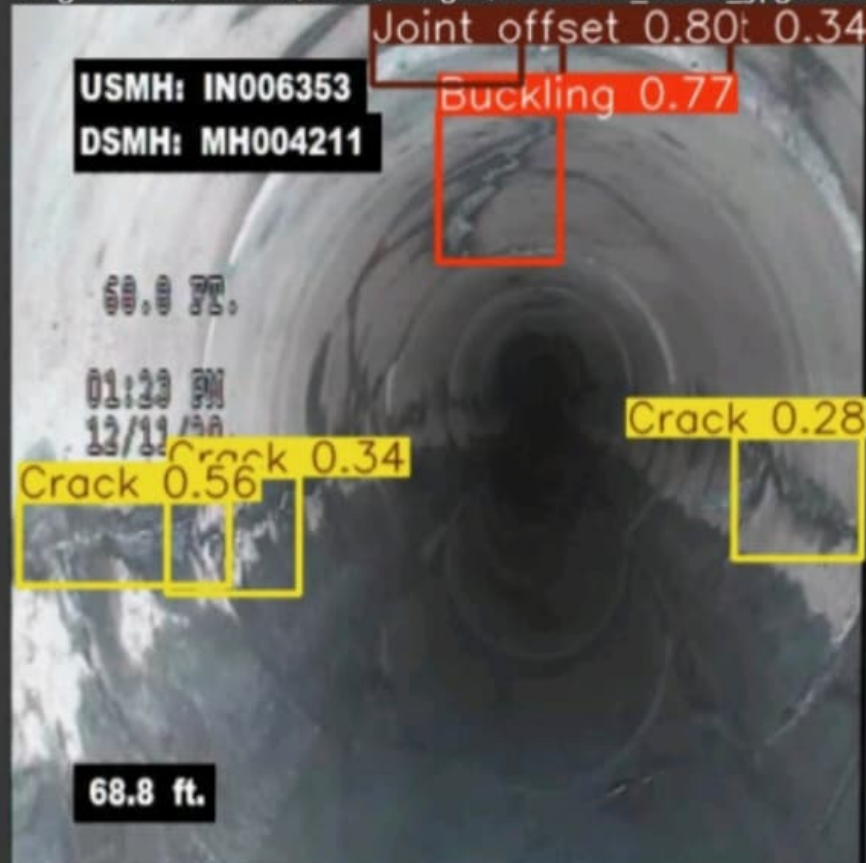 Joint offset 0.80t 0.34
USMH: IN006353
Buckling 0.77
DSMH: MH004211
68.8 FT.
01:23 PM
Crack 0.28
Crack 0.34
Crack 0.56
68.8 ft.